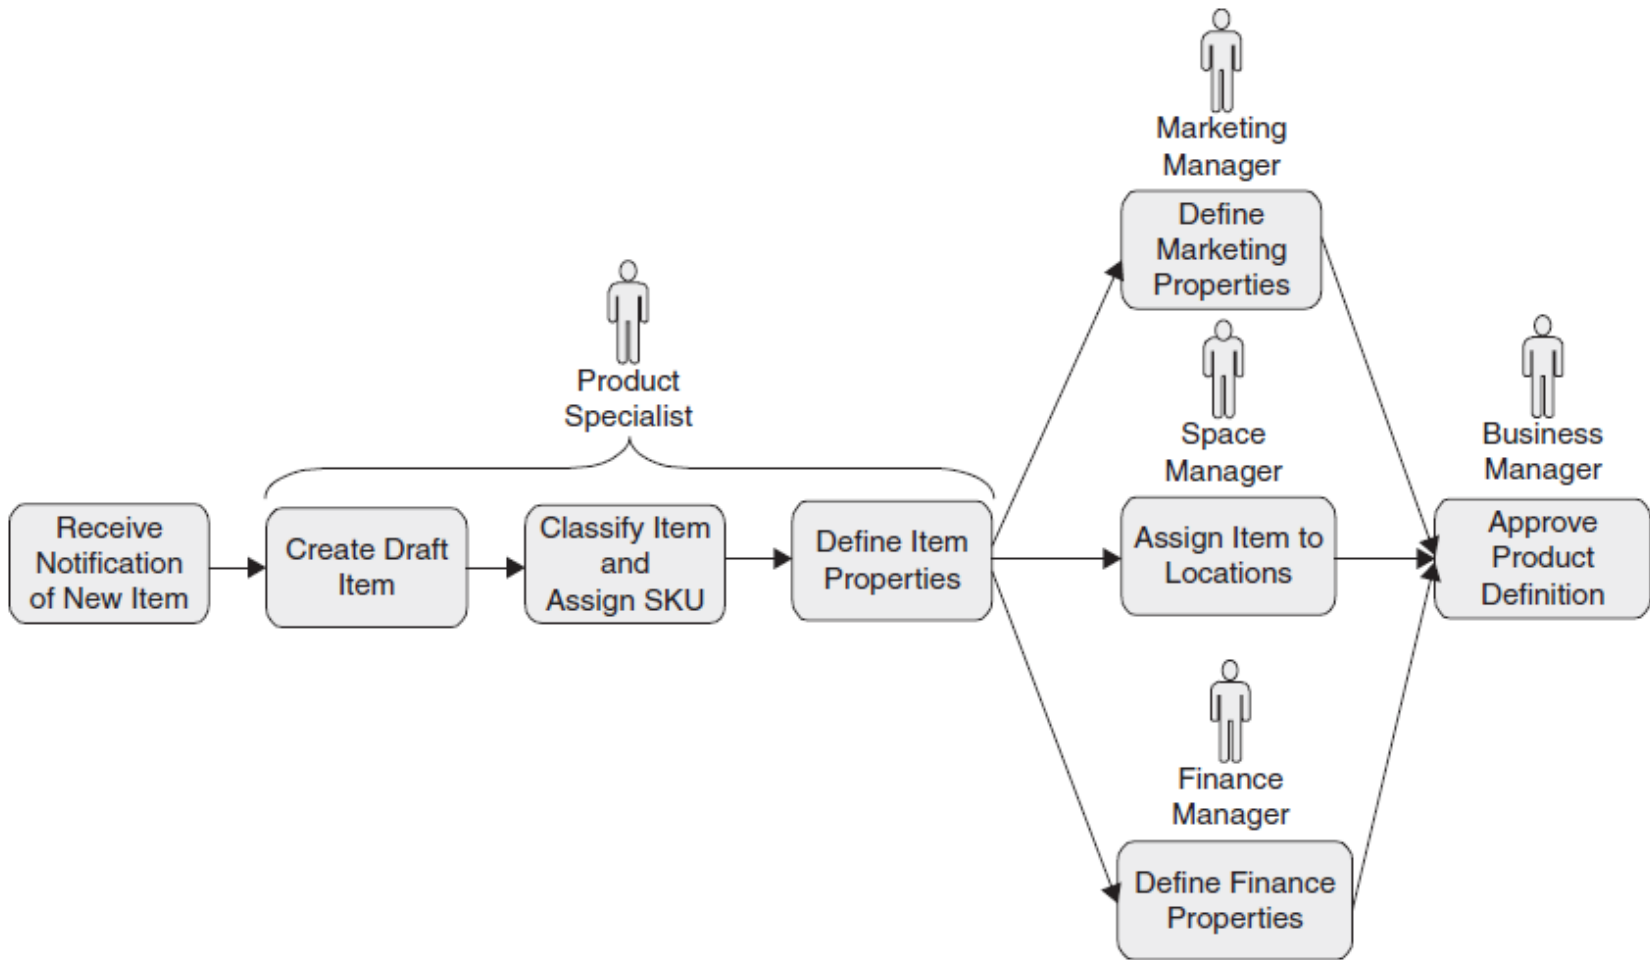 Marketing
Manager
Define
Marketing
Properties
Product
Specialist
Space
Manager
Business
Manager
Receive
Notification
of New Item
Create Draft
Item
Classify Item
and
Assign SKU
Define Item
Properties
Assign Item to
Locations
Approve
Product
Definition
Finance
Manager
Define Finance
Properties